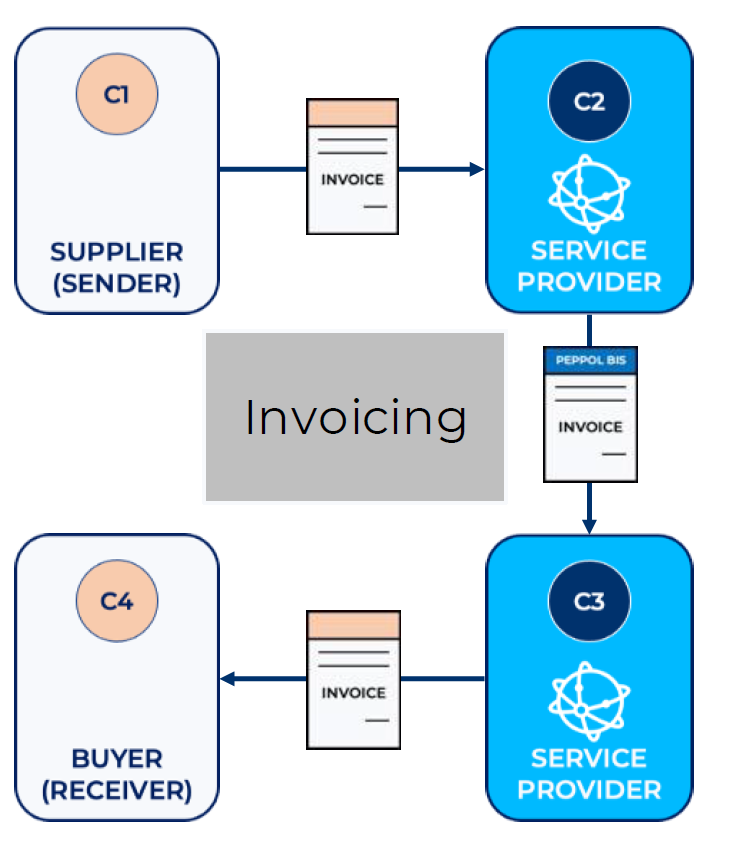 C1
SUPPLIER
(SENDER)
INVOICE
C2
SERVICE
PROVIDER
PEPPOL BIS
INVOICE
Invoicing
C4
BUYER
(RECEIVER)
INVOICE
C3
SERVICE
PROVIDER